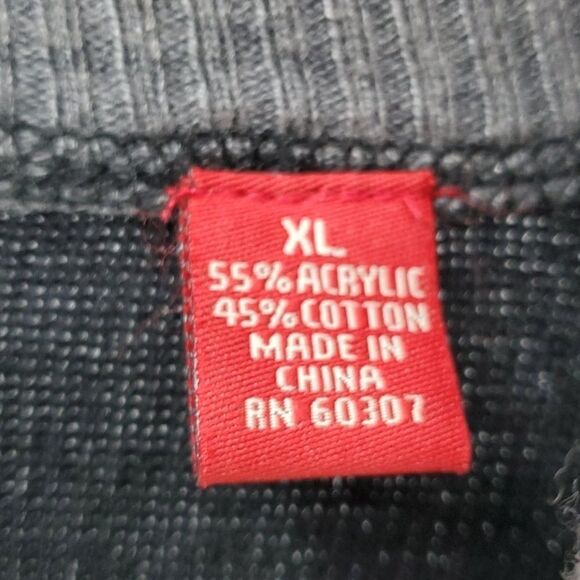 XL
55% ACRYLIC
45% COTTON
MADE IN
CHINA
RN 60307